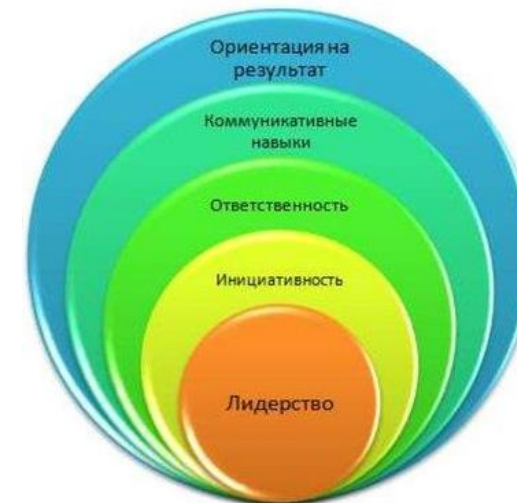 Ориентация на
результат
Коммуникативные
навыки
Ответственность
Инициативность
Лидерство